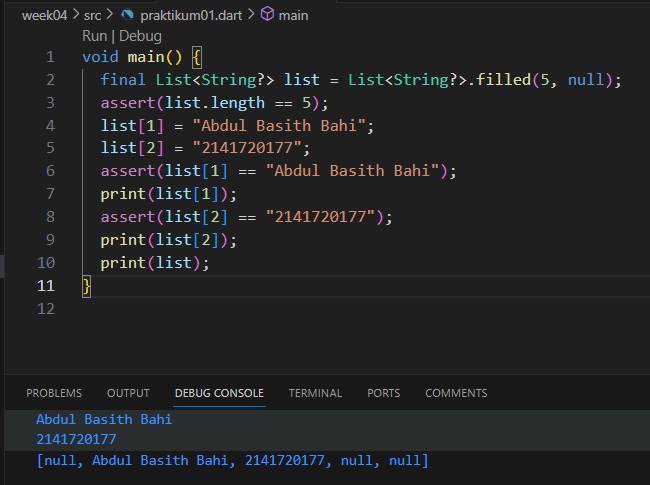 week04 > src > praktikum01.dart > main
Run | Debug
1 void main() {
2   final List<String?> list = List<String?>.filled(5, null);
3   assert(list.length == 5);
4   list[1] = "Abdul Basith Bahi";
5   list[2] = "2141720177";
6   assert(list[1] == "Abdul Basith Bahi");
7   print(list[1]);
8   assert(list[2] == "2141720177");
9   print(list[2]);
10   print(list);
11 }
12
PROBLEMS OUTPUT DEBUG CONSOLE TERMINAL PORTS COMMENTS
Abdul Basith Bahi
2141720177
[null, Abdul Basith Bahi, 2141720177, null, null]